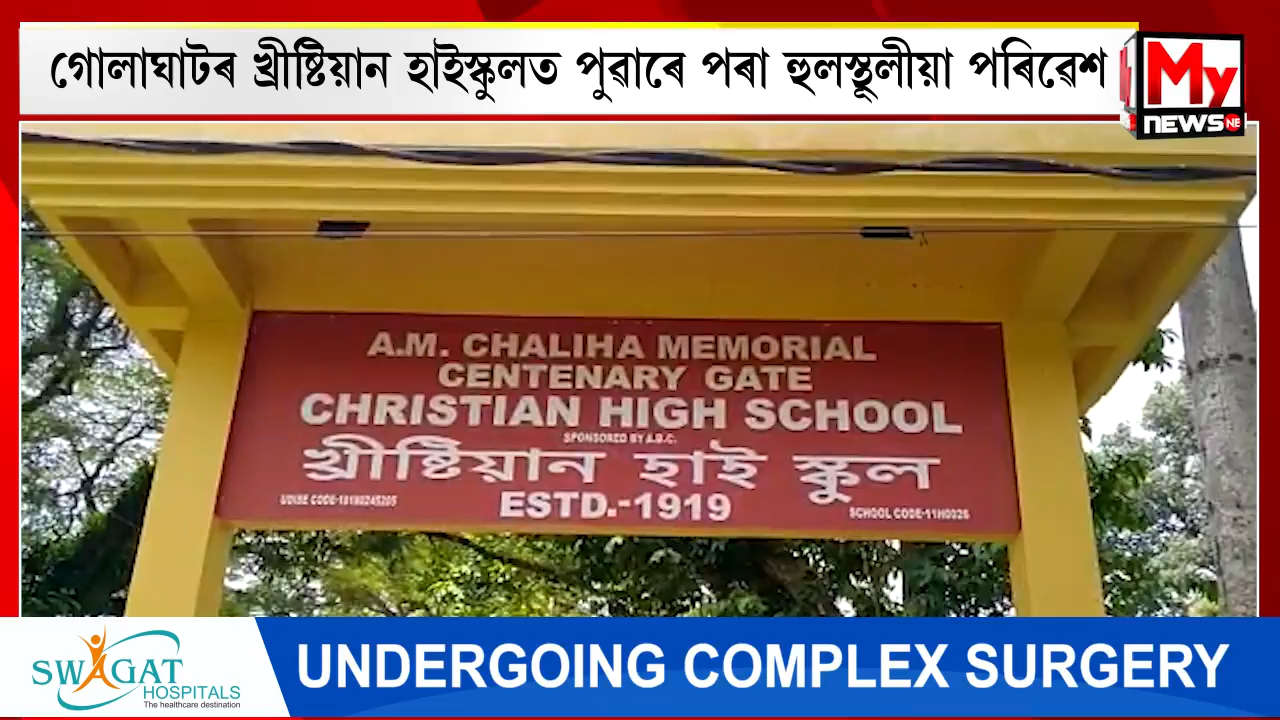 গোলাঘাটৰ খ্ৰীষ্টিয়ান হাইস্কুলত পুৱাৰে পৰা হুলস্থূলীয়া পৰিৱেশ
My
NEWS NE
A.M. CHALIHA MEMORIAL
CENTENARY GATE
CHRISTIAN HIGH SCHOOL
SPONSORED BY A.B.C.
খ্ৰীষ্টিয়ান হাই স্কুল
ESTD.-1919
SCHOOL CODE-11H0026
SWAGAT
HOSPITALS
The healthcare destination
UNDERGOING COMPLEX SURGERY